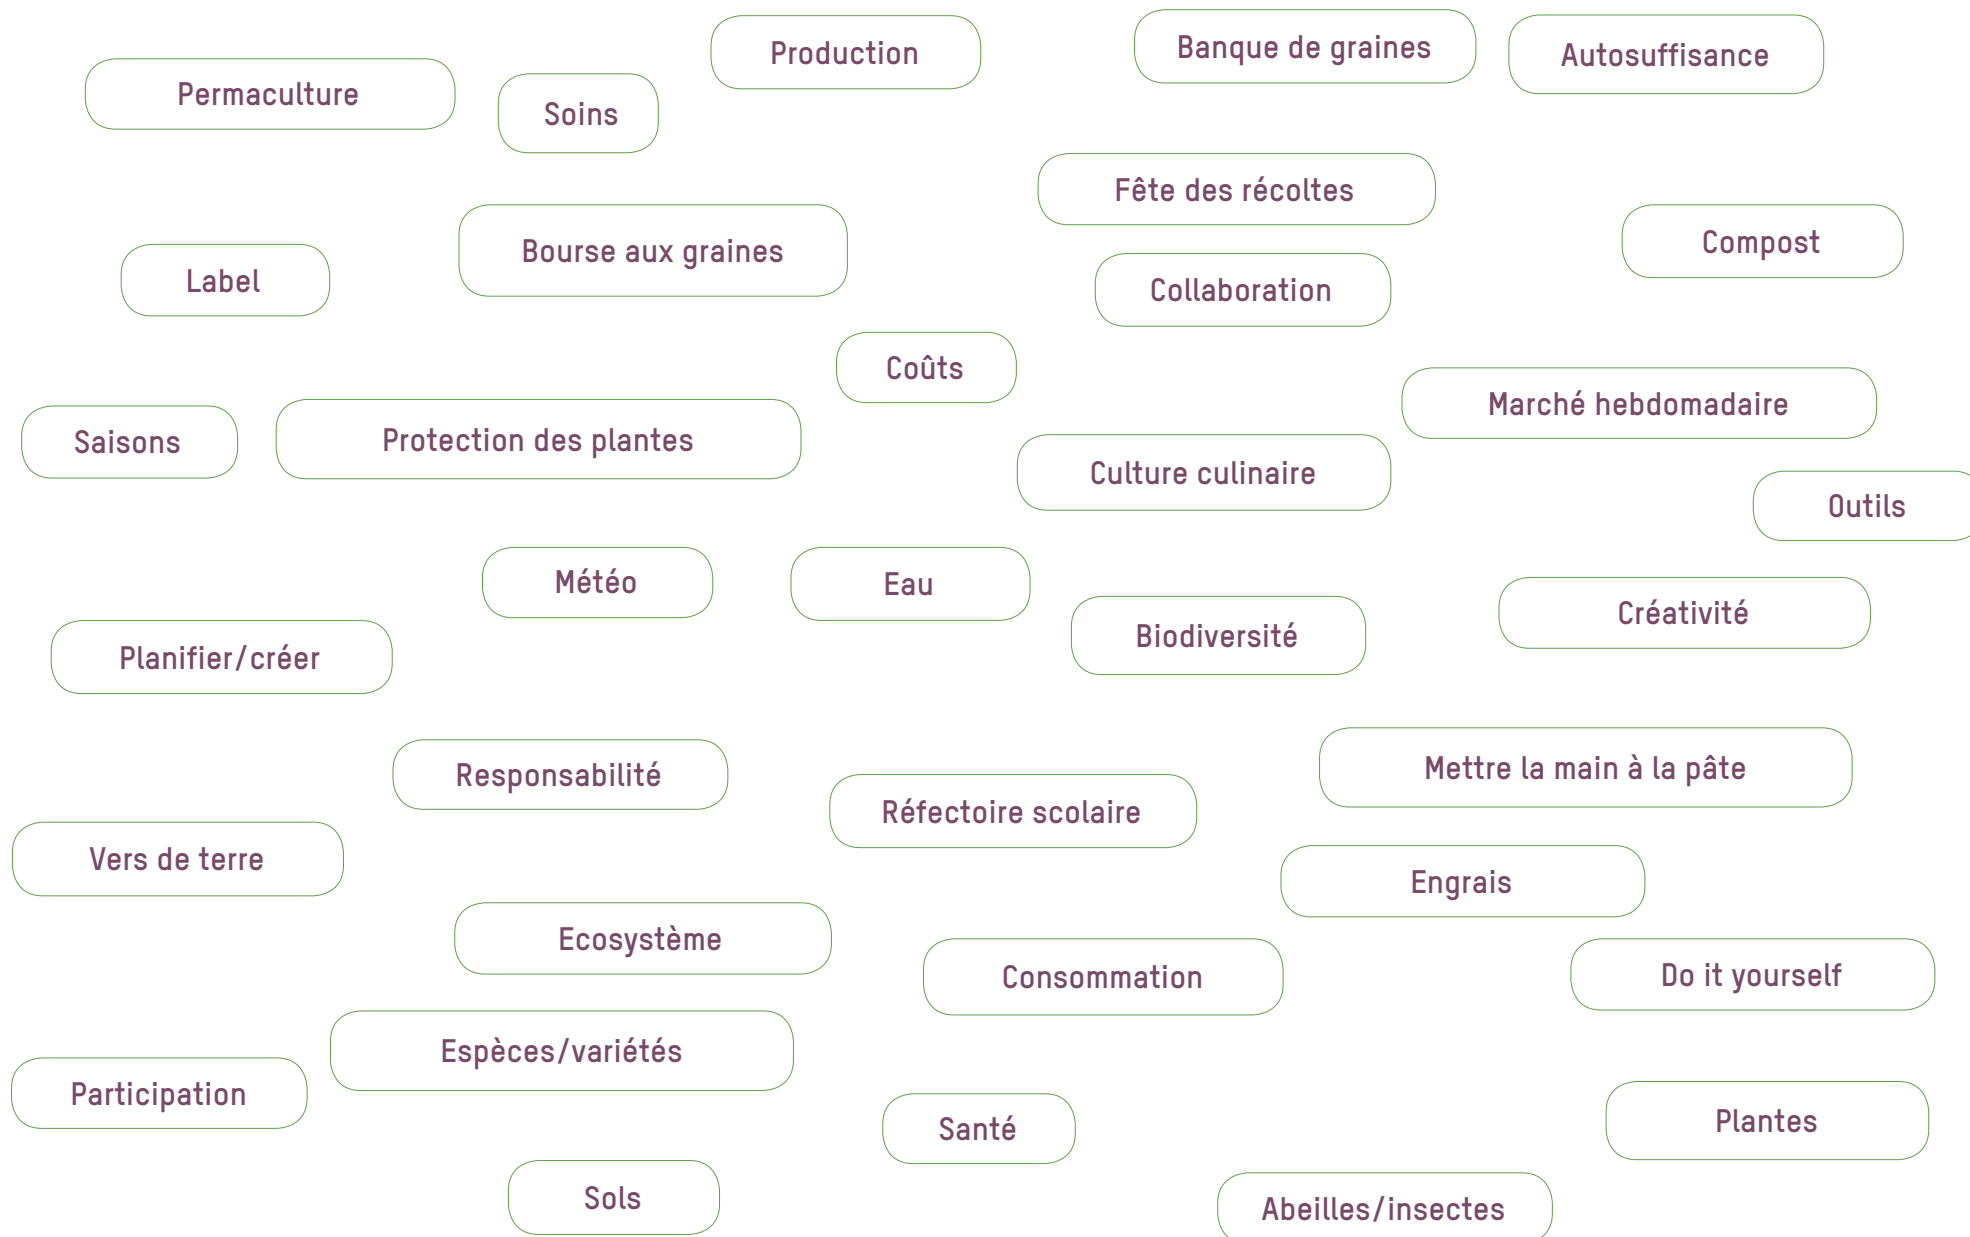 Production
Banque de graines
Autosuffisance
Permaculture
Soins
Fête des récoltes
Bourse aux graines
Compost
Label
Collaboration
Coûts
Marché hebdomadaire
Saisons
Protection des plantes
Culture culinaire
Outils
Météo
Eau
Créativité
Biodiversité
Planifier/créer
Responsabilité
Mettre la main à la pâte
Réfectoire scolaire
Vers de terre
Engrais
Ecosystème
Consommation
Do it yourself
Espèces/variétés
Participation
Santé
Plantes
Sols
Abeilles/insectes